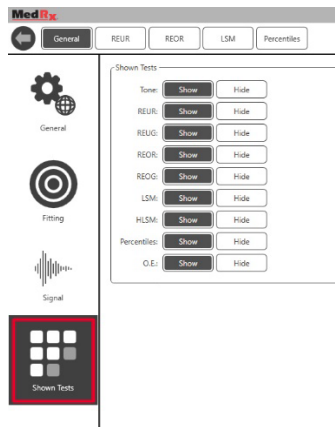 MedRx
General REUR REOR LSM Percentiles
Shown Tests
Tone: Show Hide
REUR: Show Hide
REUG: Show Hide
REOR: Show Hide
REOG: Show Hide
LSM: Show Hide
HLSM: Show Hide
Percentiles: Show Hide
O.E.: Show Hide
General
Fitting
Signal
Shown Tests